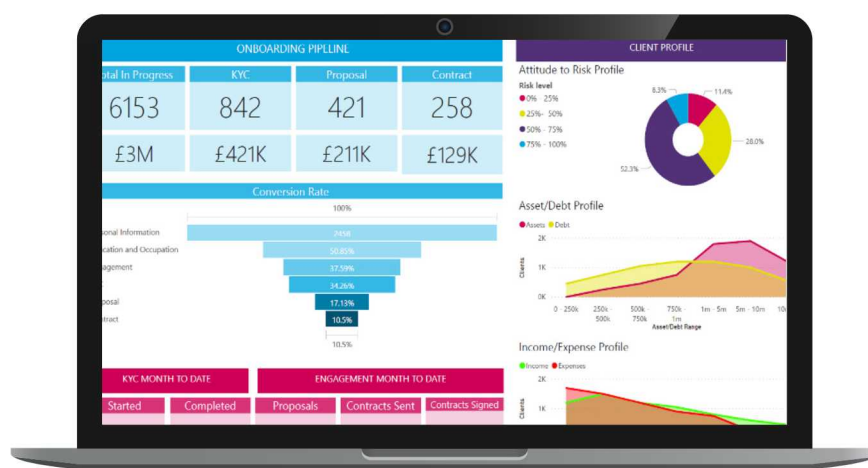 ONBOARDING PIPLLINE
otal In Progress
KYC
Proposal
Contract
6153
842
421
258
£3M
£421K
£211K
£129K
Conversion Rate
100%
sonal Information
2458
cation and Occupation
50.85%
agement
37.59%
34.26%
posal
17.13%
tract
10.5%
10.5%
KYC MONTH TO DATE
ENGAGEMENT MONTH TO DATE
Started
Completed
Proposals
Contracts Sent
Contracts Signed
CLIENT PROFILE
Attitude to Risk Profile
Risk level
0% - 25%
25%- 50%
50% - 75%
75% - 100%
8.3%
11.4%
28.0%
52.3%
Asset/Debt Profile
Assets Debt
2K
1K
0K
Clients
0 - 250k
250k - 500k
500k - 750k
750k - 1m
1m - 5m
5m - 10m
10
Asset/Debt Range
Income/Expense Profile
Income Expenses
2K
1K
Clients